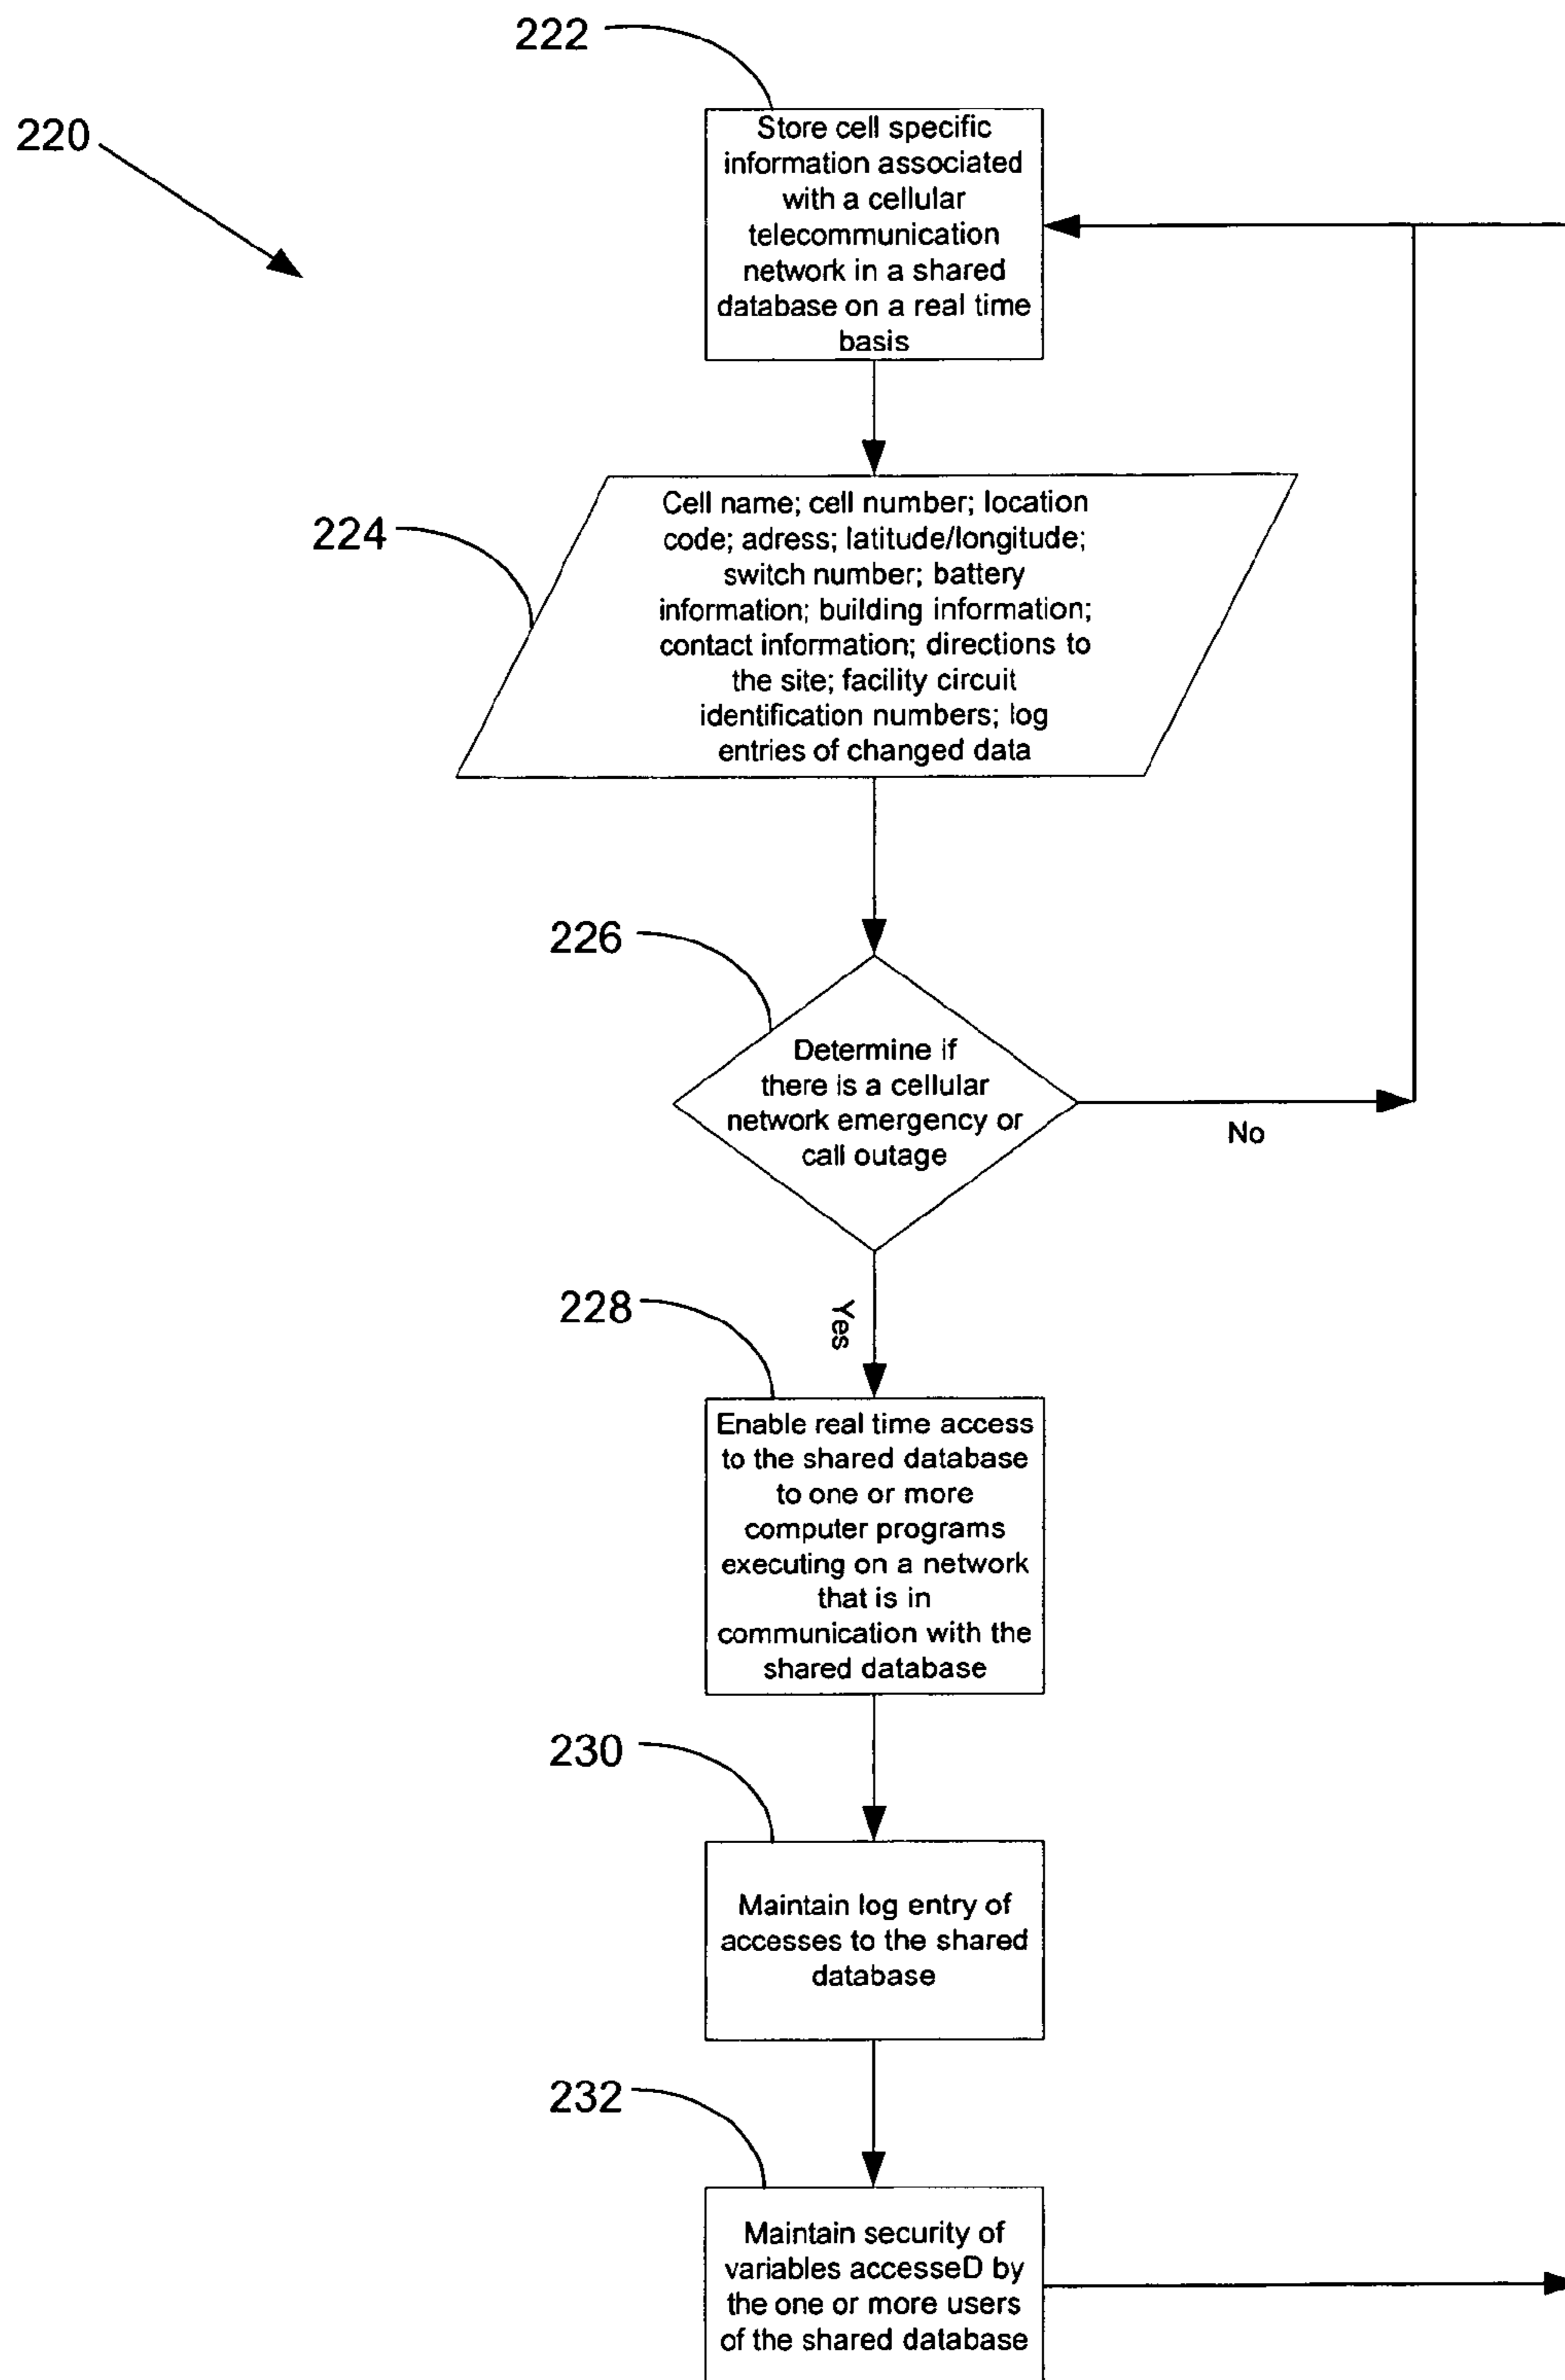 222
220
Store cell specific
information associated
with a cellular
telecommunication
network in a shared
database on a real time
basis
224
Cell name; cell number; location
code; adress; latitude/longitude;
switch number; battery
information; building information;
contact information; directions to
the site; facility circuit
identification numbers; log
entries of changed data
226
Determine if
there is a cellular
network emergency or
call outage
No
Yes
228
Enable real time access
to the shared database
to one or more
computer programs
executing on a network
that is in
communication with the
shared database
230
Maintain log entry of
accesses to the shared
database
232
Maintain security of
variables accesseD by
the one or more users
of the shared database